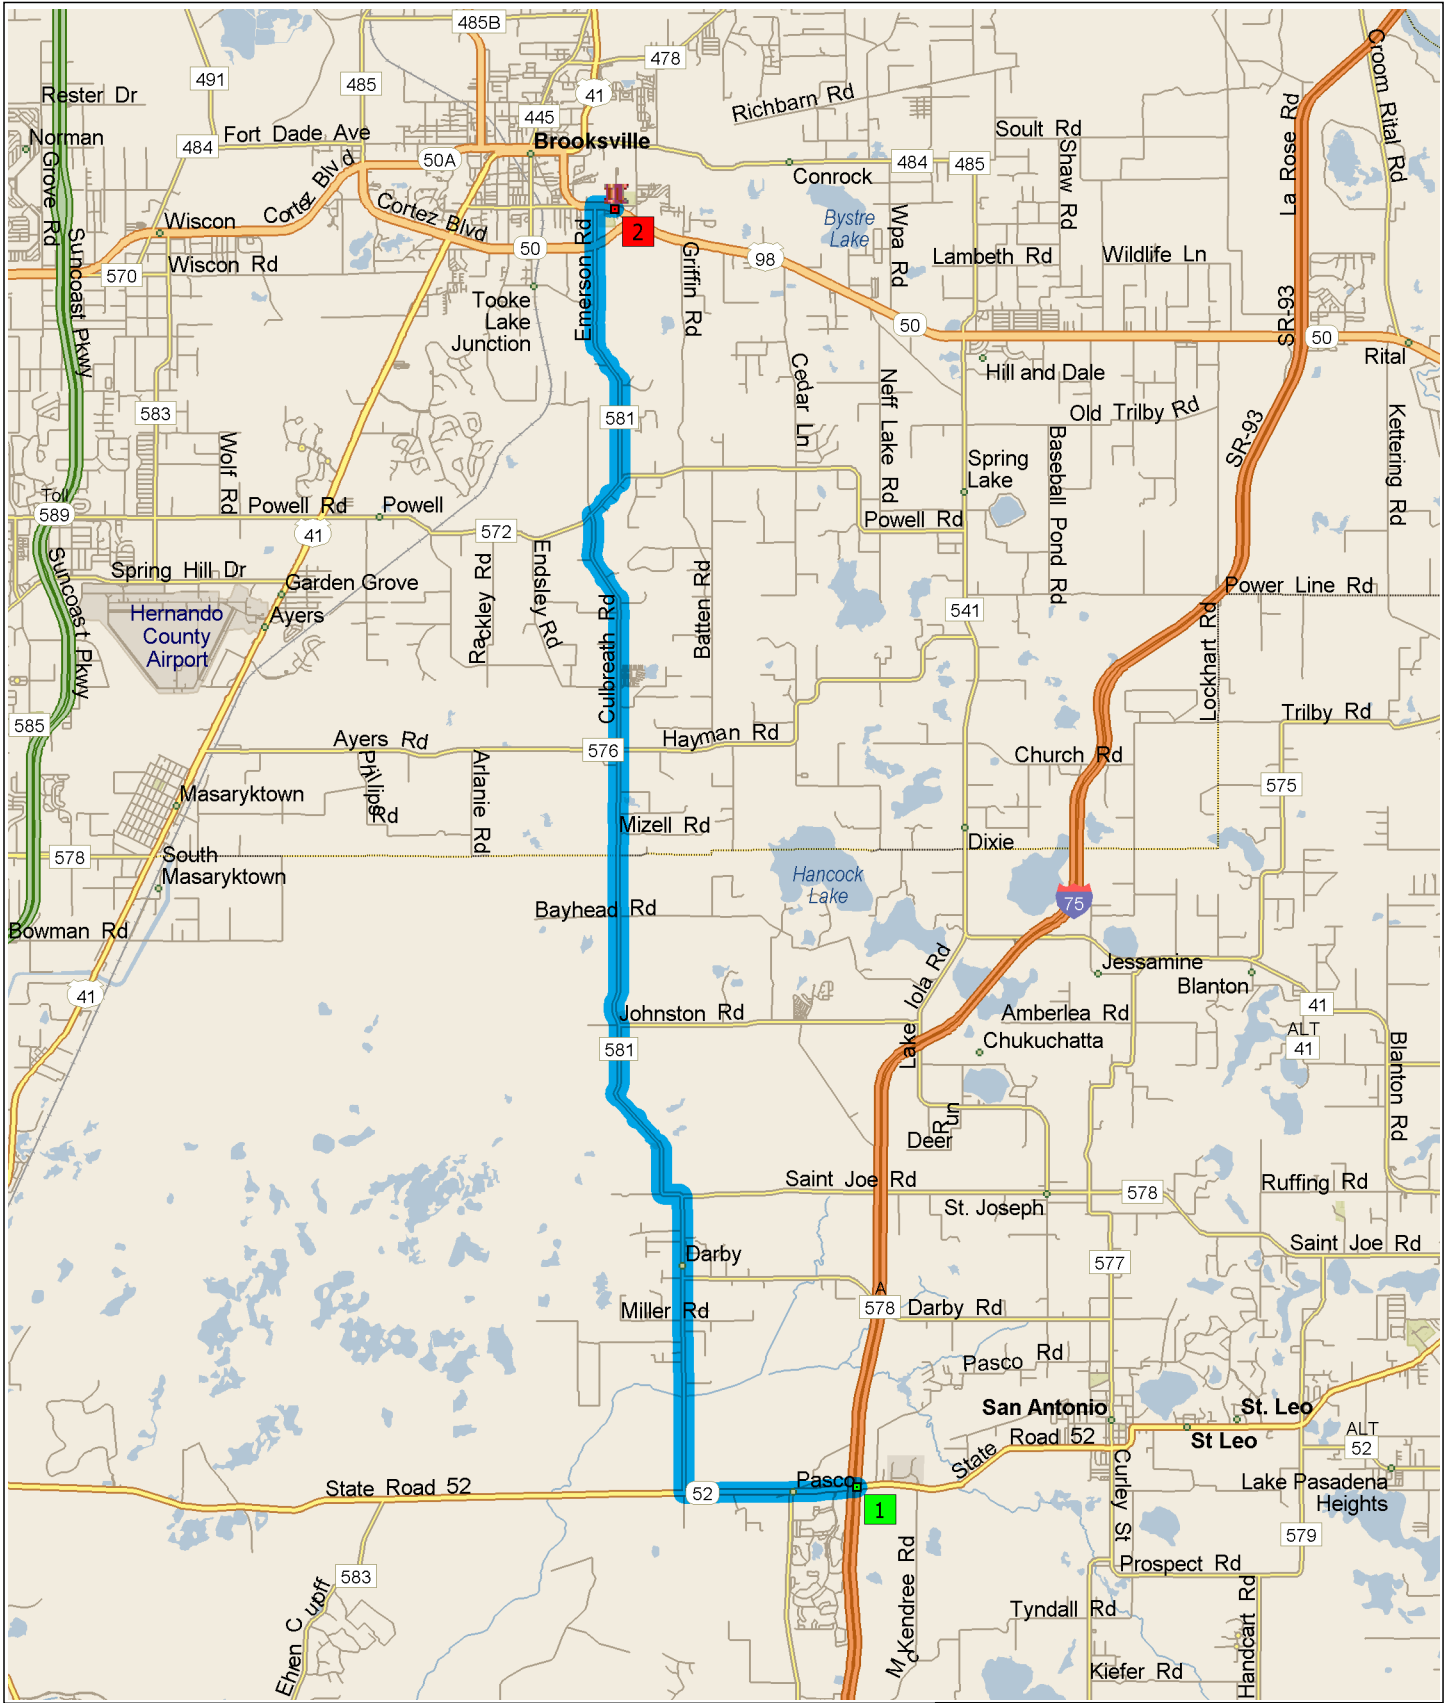 485B
478
491
485
41
Rester Dr
Richbarn Rd
Croom Rital Rd
445
Norman
Fort Dade Ave
Brooksville
Soult Rd
La Rose Rd
484
50A
484
485
Shaw Rd
Conrock
Grove Rd
Cortez Blvd
Cortez Blvd
Wiscon
Bystre
Lake
Wpa Rd
2
Suncoast Pkwy
Emerson Rd
50
Griffin Rd
98
Lambeth Rd
Wildlife Ln
Wiscon Rd
570
Tooke
Lake
Junction
SR-93
50
50
Rital
Hill and Dale
Cedar Ln
Neff Lake Rd
583
581
Old Trilby Rd
SR-93
Kettering Rd
Wolf Rd
Baseball Pond Rd
Spring
Lake
Toll
589
Powell Rd
Powell
41
572
Powell Rd
Suncoast Pkwy
Spring Hill Dr
Garden Grove
Rackley Rd
Endsley Rd
Culbreath Rd
Batten Rd
Power Line Rd
Hernando
County
Airport
Ayers
541
Lockhart Rd
585
Trilby Rd
Ayers Rd
576
Hayman Rd
Church Rd
Phillips Rd
Arlanie Rd
575
Masaryktown
Mizell Rd
Dixie
578
South
Masaryktown
Hancock
Lake
75
Bowman Rd
Bayhead Rd
Lake Iola Rd
Jessamine
Blanton
41
41
Johnston Rd
Amberlea Rd
ALT
41
Chukuchatta
581
Blanton Rd
Deer Run
Saint Joe Rd
578
Ruffing Rd
St. Joseph
Saint Joe Rd
Darby
577
A
578
Darby Rd
Miller Rd
Pasco Rd
San Antonio
St. Leo
St Leo
State Road 52
ALT
52
State Road 52
Pasco
52
1
Lake Pasadena
Heights
Curley St
579
McKendree Rd
Prospect Rd
583
Ehren Cutoff
Tyndall Rd
Handcart Rd
Kiefer Rd